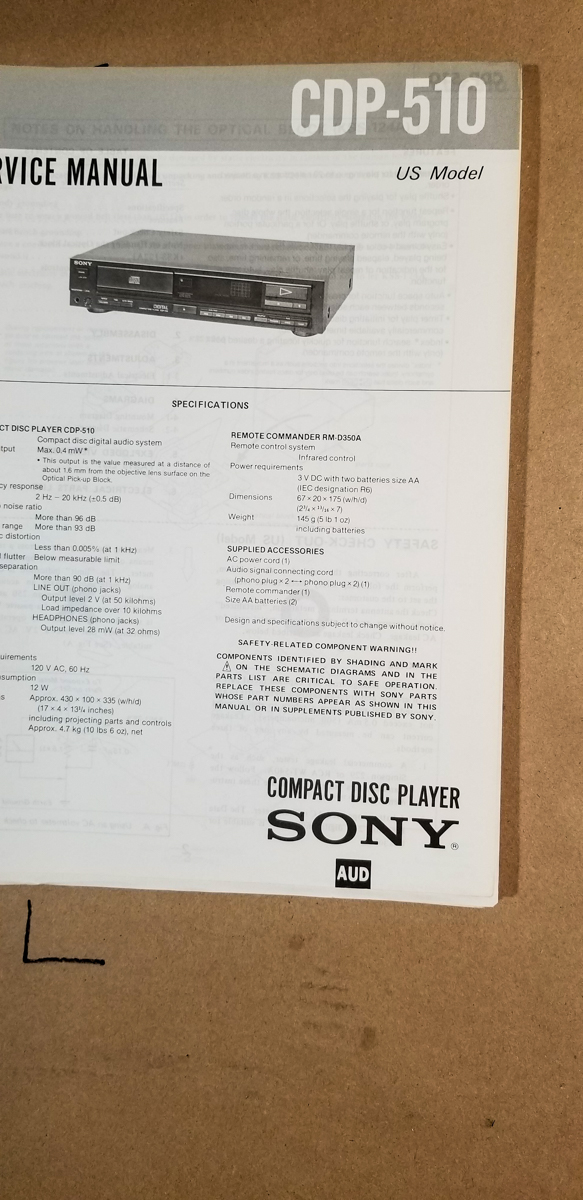 CDP-510
RVICE MANUAL
US Model
SONY
SPECIFICATIONS
CT DISC PLAYER CDP-510
Compact disc digital audio system
tput Max. 0.4 mW*
* This output is the value measured at a distance of
about 1.6 mm from the objective lens surface on the
Optical Pick-up Block.
cy response
2 Hz – 20 kHz (±0.5 dB)
noise ratio
More than 96 dB
range More than 93 dB
c distortion
Less than 0.005% (at 1 kHz)
flutter Below measurable limit
separation
More than 90 dB (at 1 kHz)
LINE OUT (phono jacks)
Output level 2 V (at 50 kilohms)
Load impedance over 10 kilohms
HEADPHONES (phono jacks)
Output level 28 mW (at 32 ohms)
uirements
120 V AC, 60 Hz
nsumption
12 W
s Approx. 430 × 100 × 335 (w/h/d)
(17 × 4 × 13¼ inches)
including projecting parts and controls
Approx. 4.7 kg (10 lbs 6 oz), net
REMOTE COMMANDER RM-D350A
Remote control system
Infrared control
Power requirements
3 V DC with two batteries size AA
(IEC designation R6)
Dimensions 67 × 20 × 175 (w/h/d)
Weight 145 g (5 lb 1 oz)
including batteries
SUPPLIED ACCESSORIES
AC power cord (1)
Audio signal connecting cord
(phono plug × 2 ←→ phono plug × 2) (1)
Remote commander (1)
Size AA batteries (2)
Design and specifications subject to change without notice.
SAFETY-RELATED COMPONENT WARNING!!
COMPONENTS IDENTIFIED BY SHADING AND MARK
⚠ ON THE SCHEMATIC DIAGRAMS AND IN THE
PARTS LIST ARE CRITICAL TO SAFE OPERATION.
REPLACE THESE COMPONENTS WITH SONY PARTS
WHOSE PART NUMBERS APPEAR AS SHOWN IN THIS
MANUAL OR IN SUPPLEMENTS PUBLISHED BY SONY.
COMPACT DISC PLAYER
SONY®
AUD